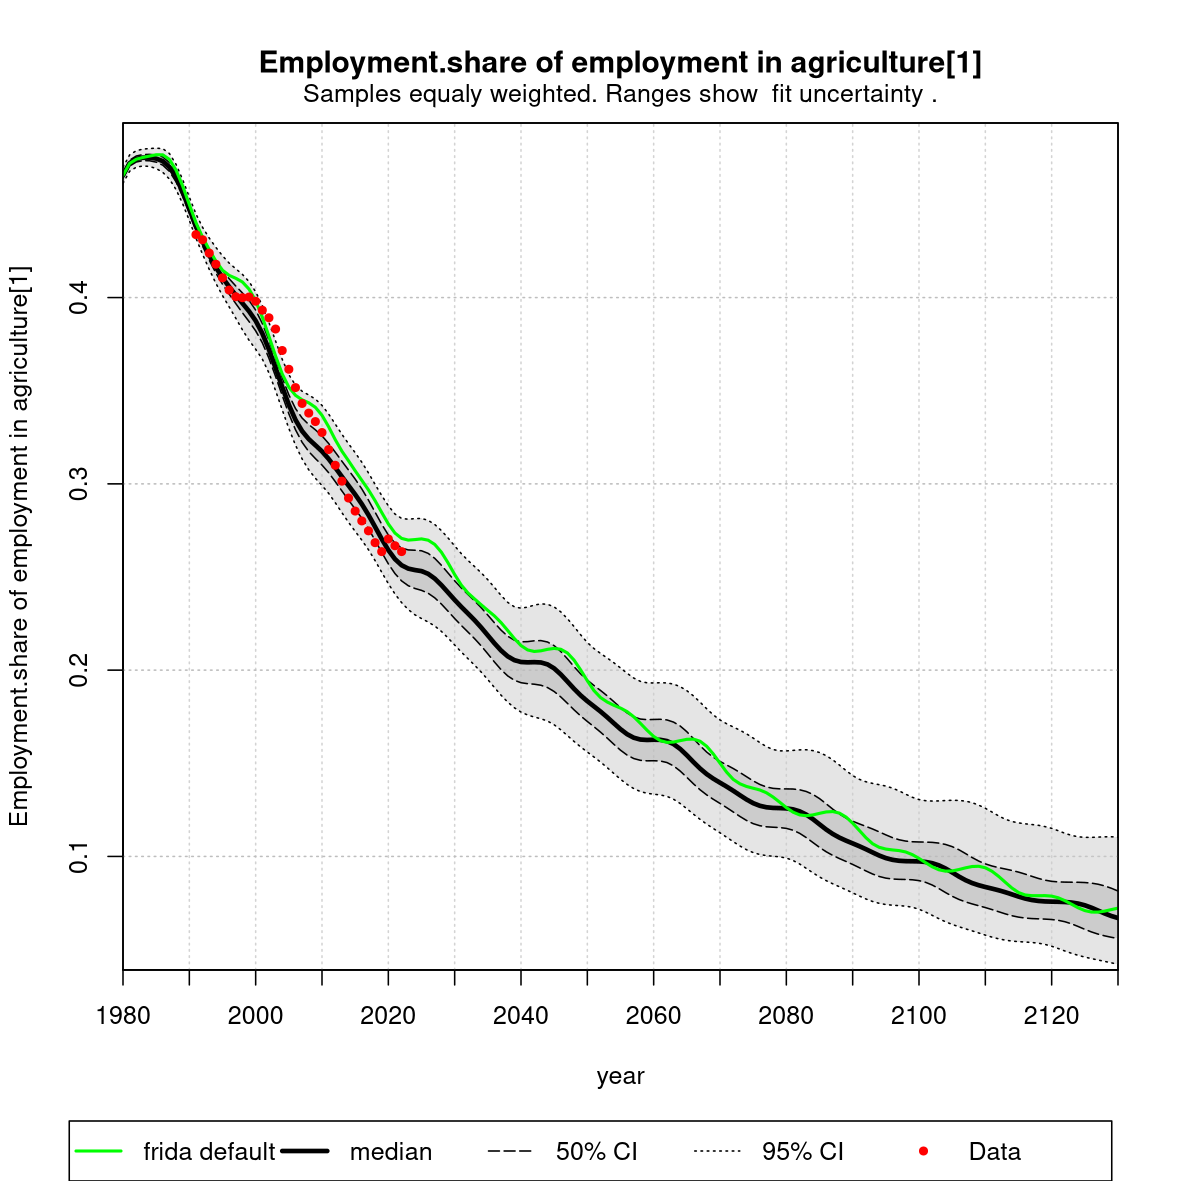 Employment.share of employment in agriculture[1]
Samples equaly weighted. Ranges show  fit uncertainty .
Employment.share of employment in agriculture[1]
0.4
0.3
0.2
0.1
1980 2000 2020 2040 2060 2080 2100 2120
year
frida default median 50% CI 95% CI Data